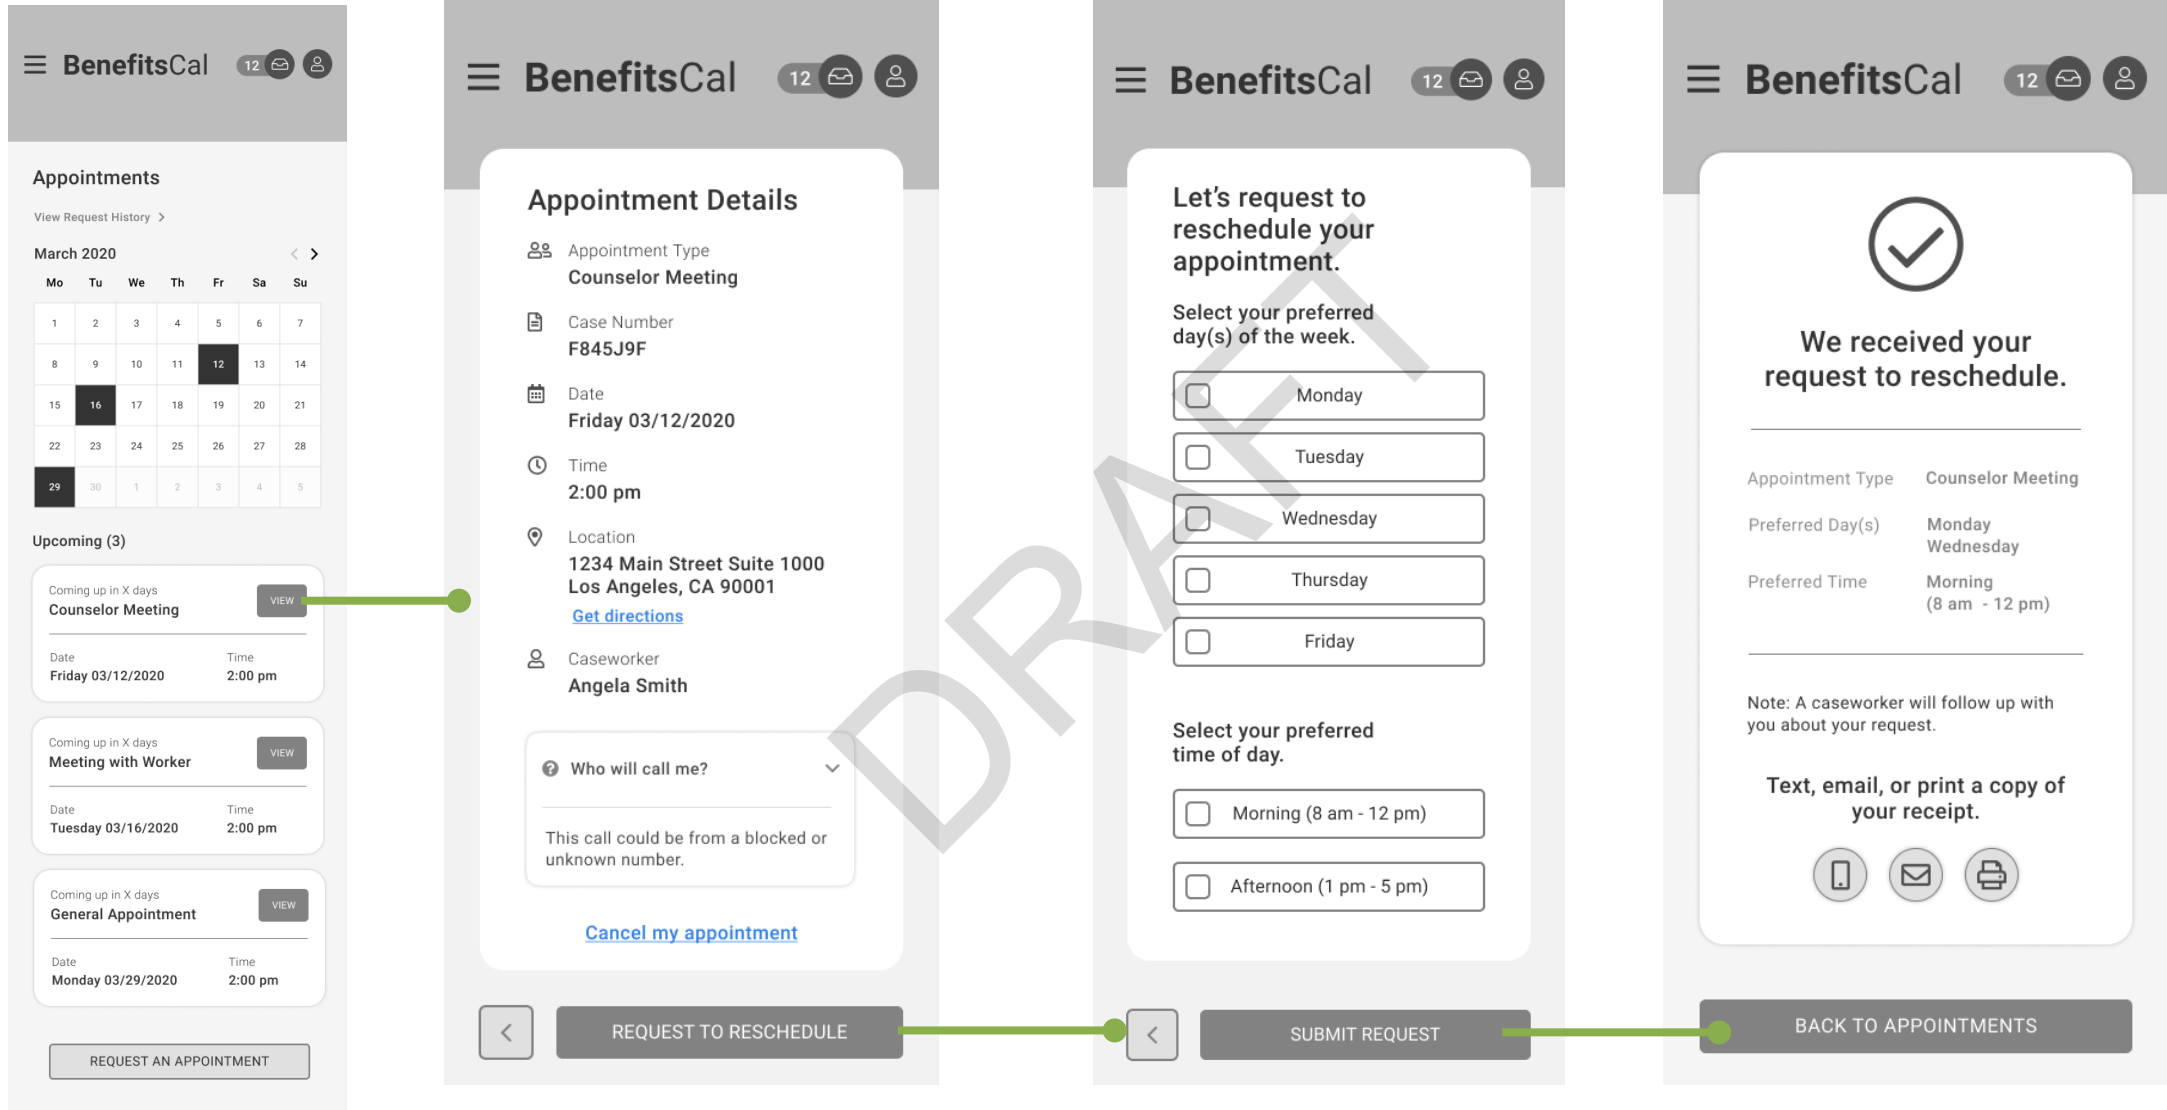 BenefitsCal 12
Appointments
View Request History
March 2020
Mo Tu We Th Fr Sa Su
1 2 3 4 5 6 7
8 9 10 11 12 13 14
15 16 17 18 19 20 21
22 23 24 25 26 27 28
29 30 1 2 3 4 5
Upcoming (3)
Coming up in X days
Counselor Meeting
VIEW
Date Time
Friday 03/12/2020 2:00 pm
Coming up in X days
Meeting with Worker
VIEW
Date Time
Tuesday 03/16/2020 2:00 pm
Coming up in X days
General Appointment
VIEW
Date Time
Monday 03/29/2020 2:00 pm
REQUEST AN APPOINTMENT
BenefitsCal 12
Appointment Details
Appointment Type
Counselor Meeting
Case Number
F845J9F
Date
Friday 03/12/2020
Time
2:00 pm
Location
1234 Main Street Suite 1000
Los Angeles, CA 90001
Get directions
Caseworker
Angela Smith
Who will call me?
This call could be from a blocked or
unknown number.
Cancel my appointment
REQUEST TO RESCHEDULE
BenefitsCal 12
Let’s request to
reschedule your
appointment.
Select your preferred
day(s) of the week.
Monday
Tuesday
Wednesday
Thursday
Friday
Select your preferred
time of day.
Morning (8 am - 12 pm)
Afternoon (1 pm - 5 pm)
SUBMIT REQUEST
BenefitsCal 12
We received your
request to reschedule.
Appointment Type Counselor Meeting
Preferred Day(s) Monday
Wednesday
Preferred Time Morning
(8 am - 12 pm)
Note: A caseworker will follow up with
you about your request.
Text, email, or print a copy of
your receipt.
BACK TO APPOINTMENTS
DRAFT